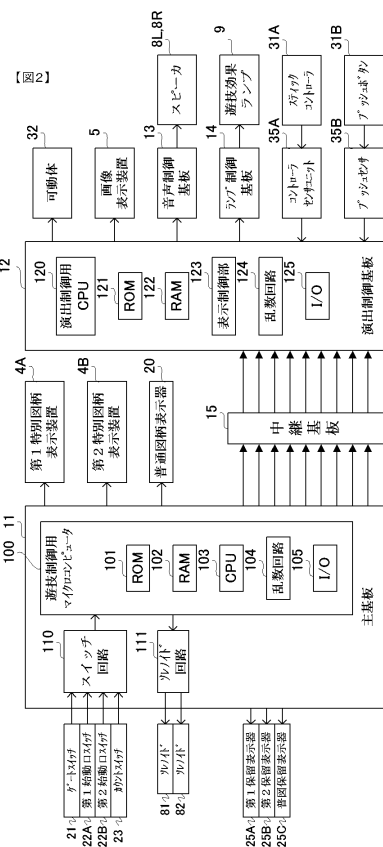 【図2】
32
可動体
5
画像
表示装置
13
音声制御
基板
8L,8R
スピーカ
14
ランプ制御
基板
9
遊技効果
ランプ
35A
コントローラ
センサユニット
31A
スティック
コントローラ
35B
プッシュセンサ
31B
プッシュボタン
12
120
演出制御用
CPU
121
ROM
122
RAM
123
表示制御部
124
乱数回路
125
I/O
演出制御基板
4A
第1特別図柄
表示装置
4B
第2特別図柄
表示装置
20
普通図柄表示器
15
中継基板
11
100
遊技制御用
マイクロコンピュータ
101
ROM
102
RAM
103
CPU
104
乱数回路
105
I/O
主基板
110
スイッチ
回路
111
ソレノイド
回路
21
ゲートスイッチ
22A
第1始動口スイッチ
22B
第2始動口スイッチ
23
カウントスイッチ
81
ソレノイド
82
ソレノイド
25A
第1保留表示器
25B
第2保留表示器
25C
普図保留表示器